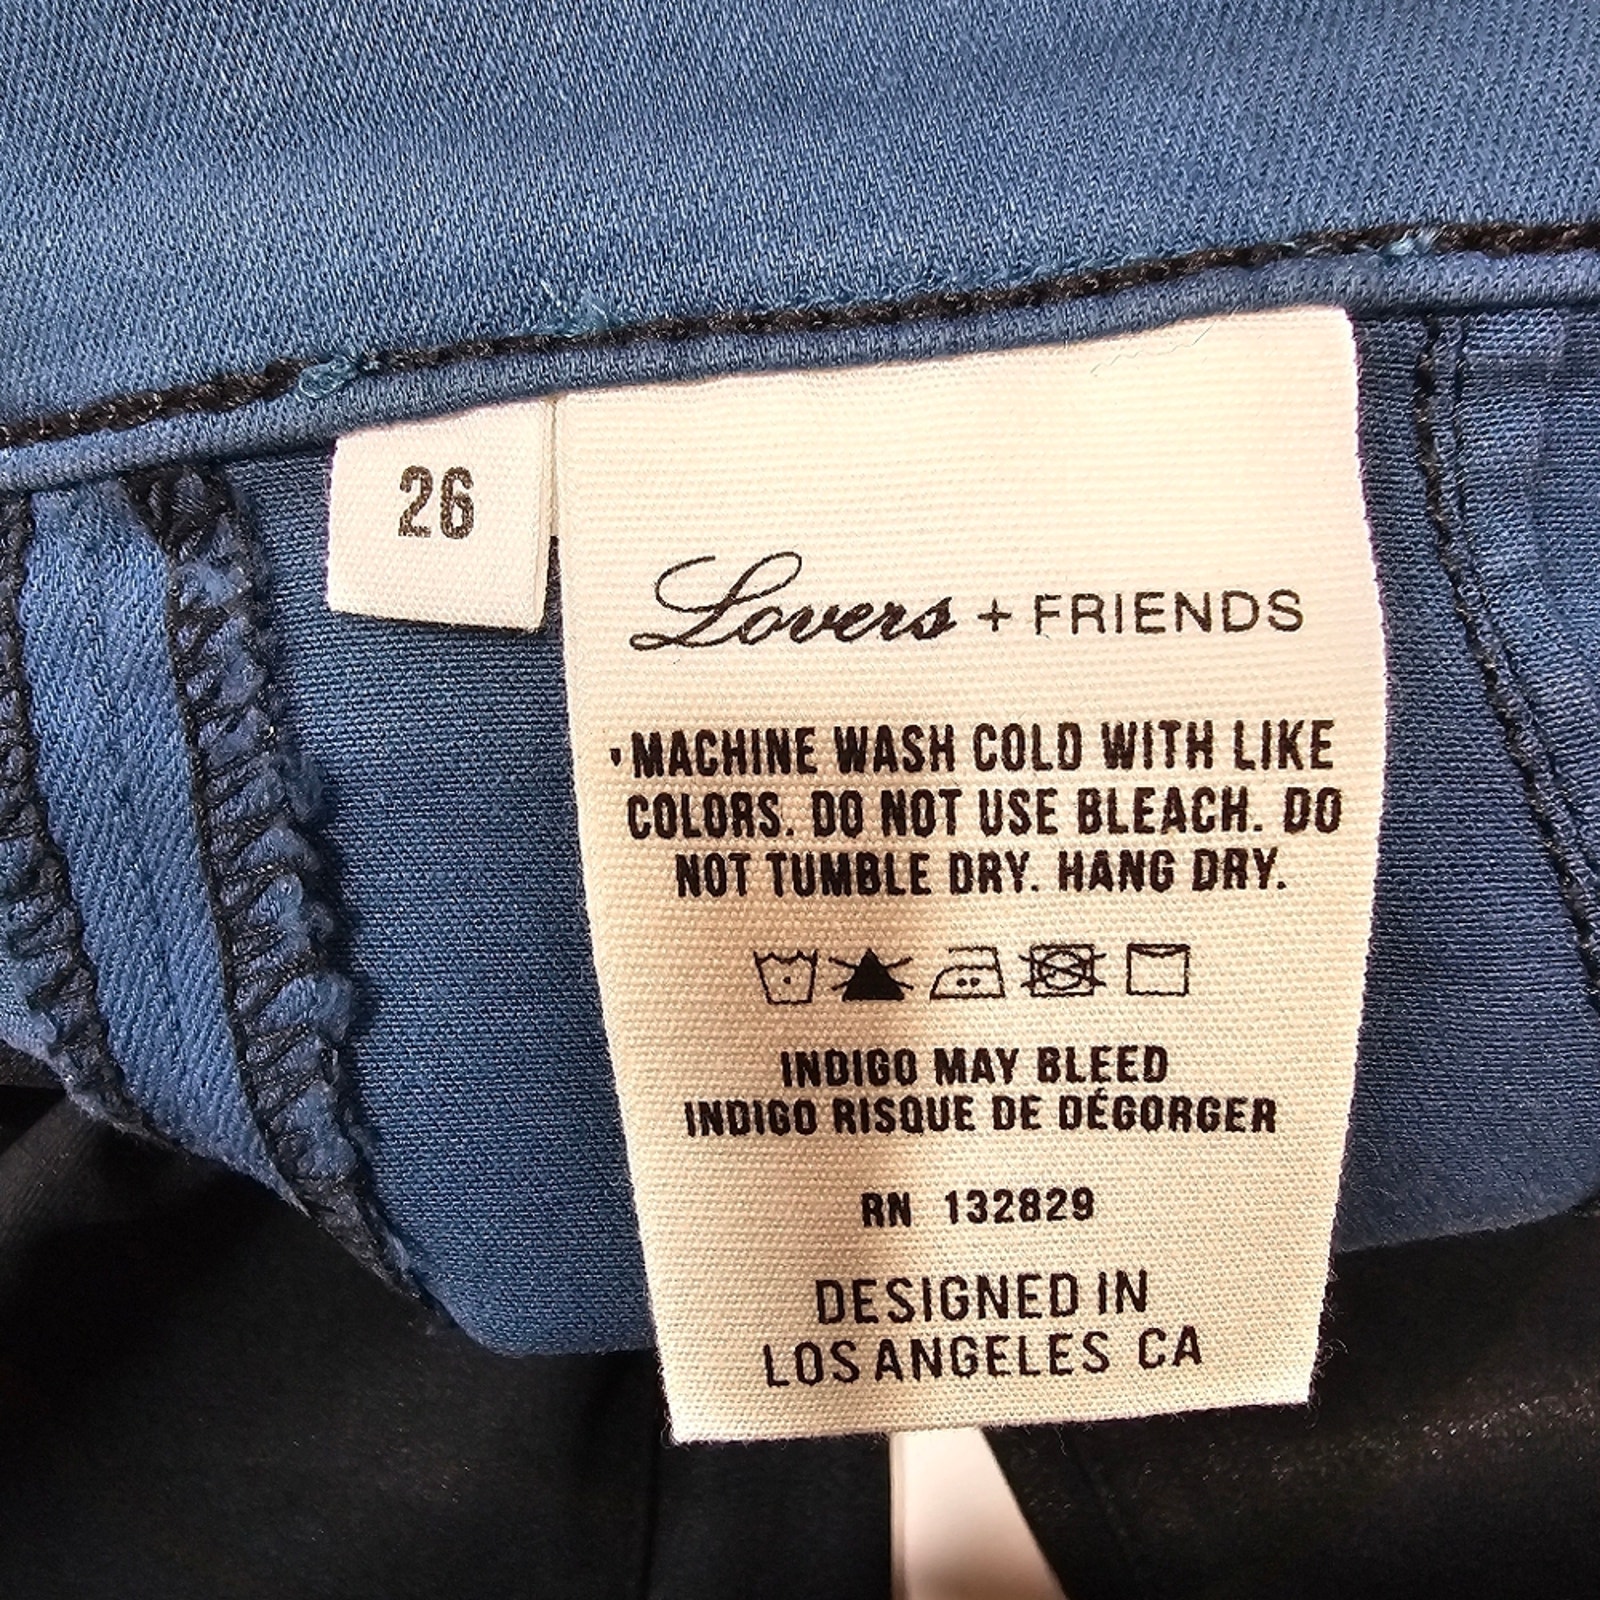 26
Lovers + FRIENDS
MACHINE WASH COLD WITH LIKE
COLORS. DO NOT USE BLEACH. DO
NOT TUMBLE DRY. HANG DRY.
INDIGO MAY BLEED
INDIGO RISQUE DE DÉGORGER
RN 132829
DESIGNED IN
LOS ANGELES CA